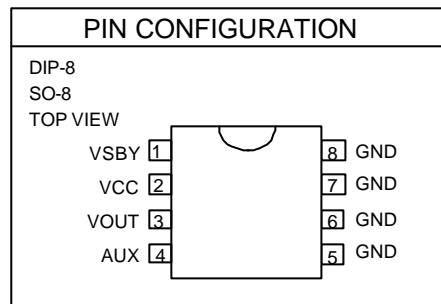 PIN CONFIGURATION
DIP-8
SO-8
TOP VIEW
VSBY 1 8 GND
VCC 2 7 GND
VOUT 3 6 GND
AUX 4 5 GND